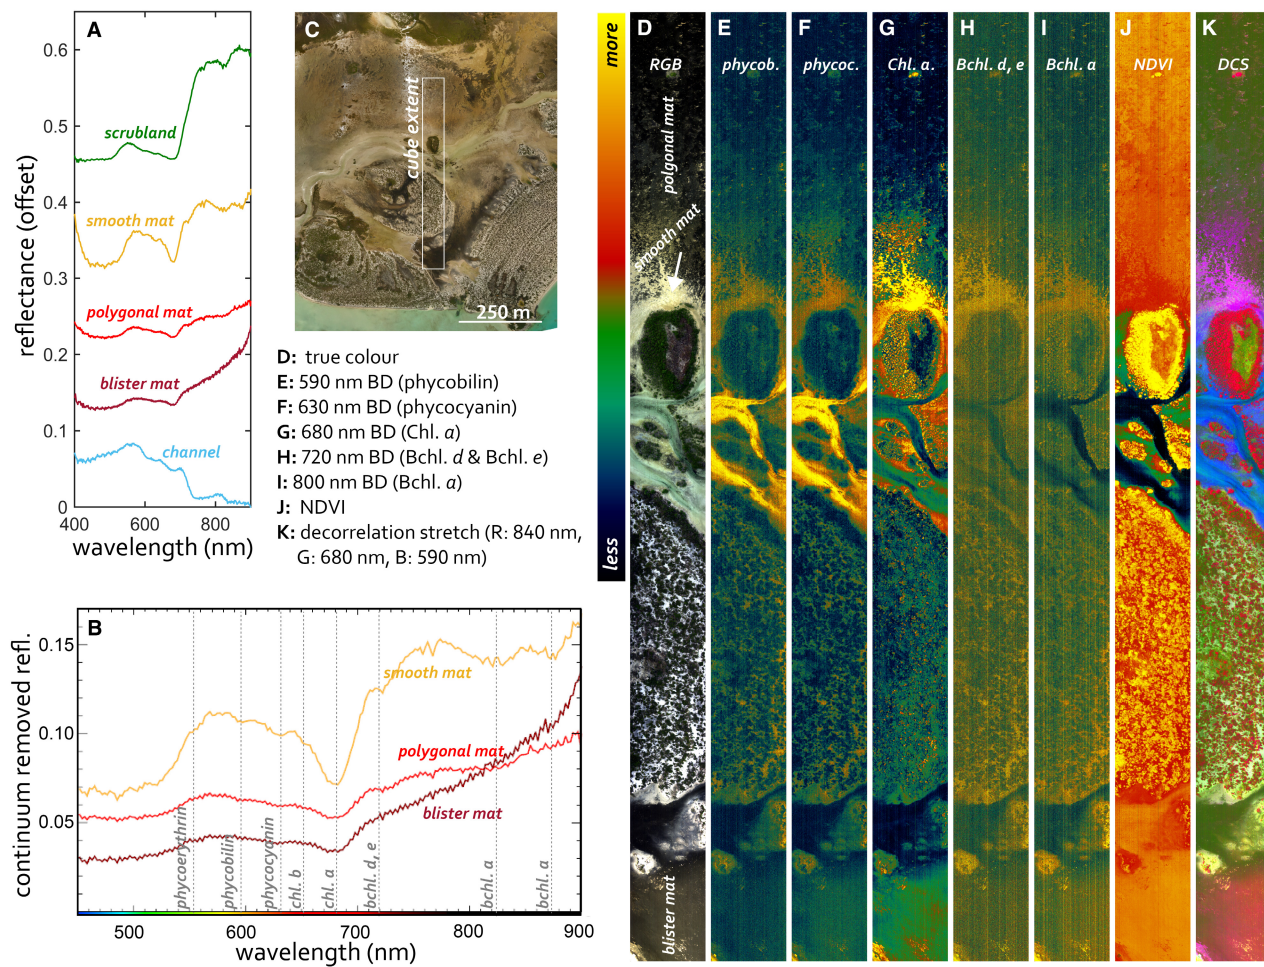 A
0.6
0.5
0.4
0.3
0.2
0.1
0
reflectance (offset)
scrubland
smooth mat
polygonal mat
blister mat
channel
400
600
800
wavelength (nm)
C
cube extent
250 m
D: true colour
E: 590 nm BD (phycobilin)
F: 630 nm BD (phycocyanin)
G: 680 nm BD (Chl. a)
H: 720 nm BD (Bchl. d & Bchl. e)
I: 800 nm BD (Bchl. a)
J: NDVI
K: decorrelation stretch (R: 840 nm,
G: 680 nm, B: 590 nm)
B
0.15
0.10
0.05
continuum removed refl.
smooth mat
polygonal mat
blister mat
phycoerythrin
phycobilin
phycocyanin
chl. b
chl. a
bchl. d, e
bchl. a
bchl. a
500
600
700
800
900
wavelength (nm)
more
less
D
RGB
polgonal mat
smooth mat
blister mat
E
phycob.
F
phycoc.
G
Chl. a.
H
Bchl. d, e
I
Bchl. a
J
NDVI
K
DCS